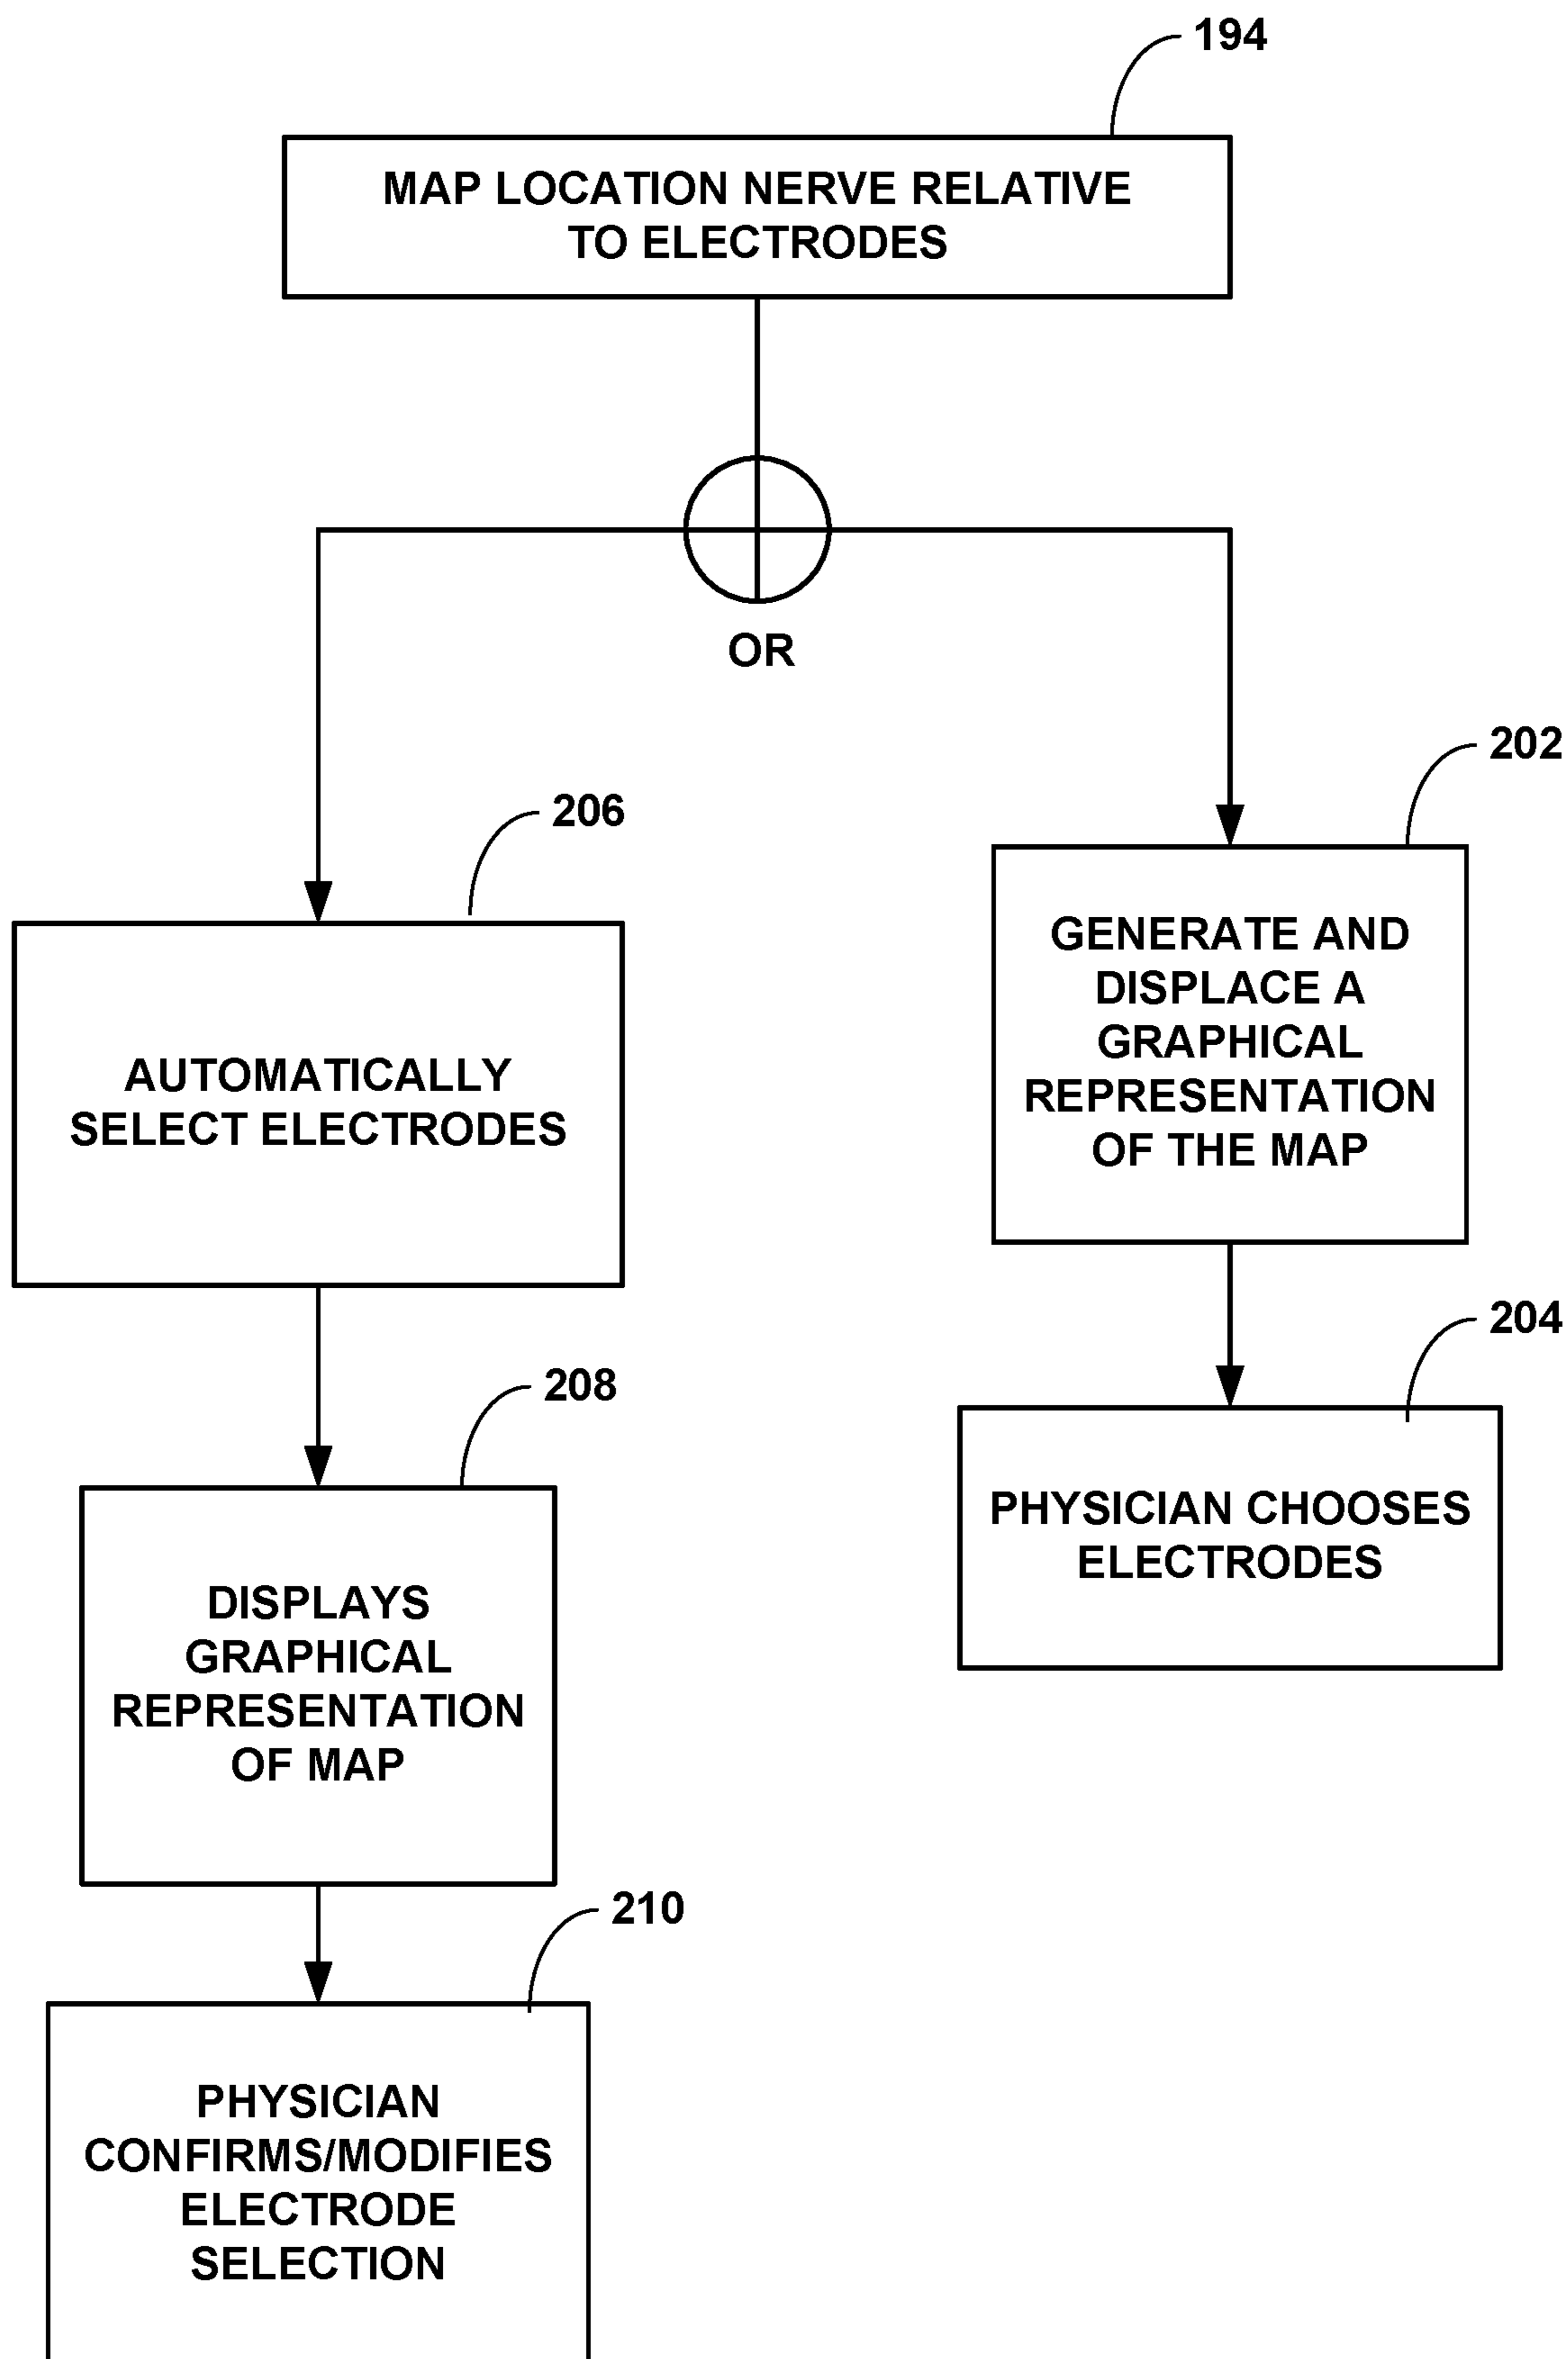 194
MAP LOCATION NERVE RELATIVE
TO ELECTRODES
OR
206
AUTOMATICALLY
SELECT ELECTRODES
208
DISPLAYS
GRAPHICAL
REPRESENTATION
OF MAP
210
PHYSICIAN
CONFIRMS/MODIFIES
ELECTRODE
SELECTION
202
GENERATE AND
DISPLACE A
GRAPHICAL
REPRESENTATION
OF THE MAP
204
PHYSICIAN CHOOSES
ELECTRODES